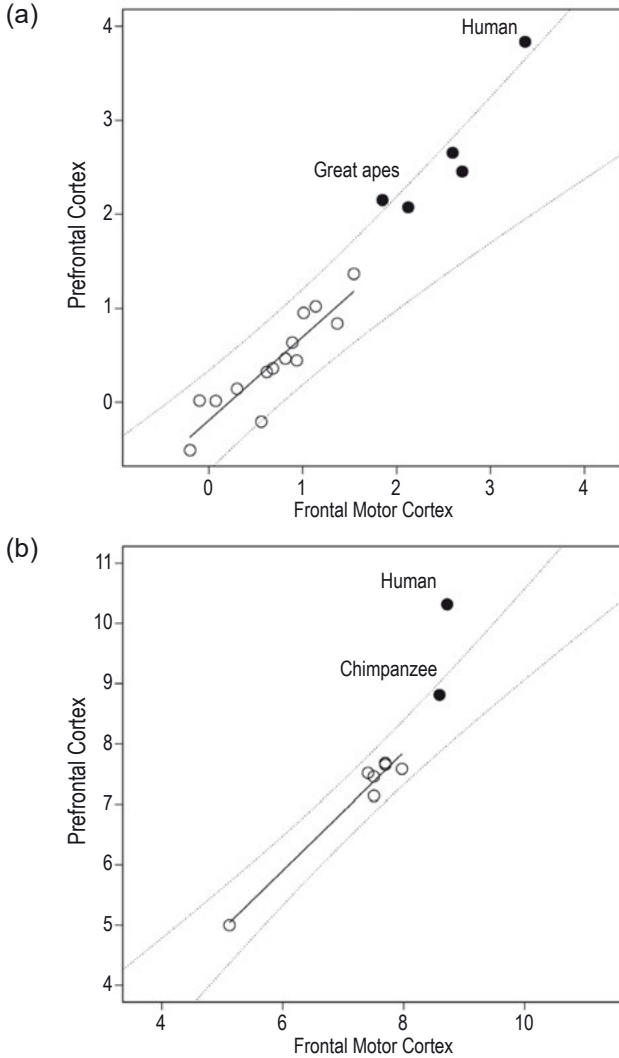 (a)
4
Human
3
Great apes
2
1
0
Prefrontal Cortex
0 1 2 3 4
Frontal Motor Cortex
(b)
11
Human
10
9
Chimpanzee
8
7
6
5
4
Prefrontal Cortex
4 6 8 10
Frontal Motor Cortex